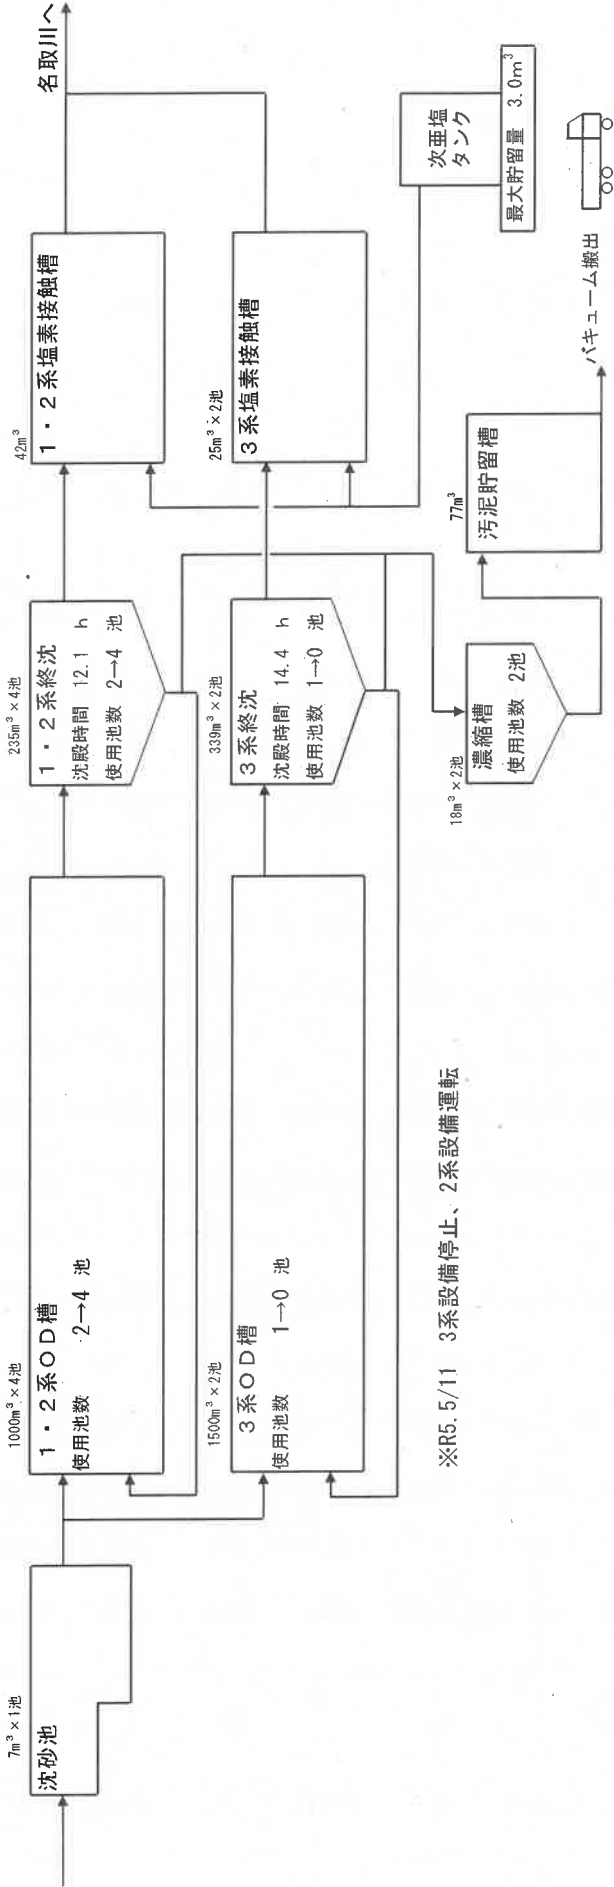 7m³×1池
沈砂池
1000m³×4池
1・2系OD槽
使用池数　2→4 池
1500m³×2池
3系OD槽
使用池数　1→0 池
235m³×4池
1・2系終沈
沈殿時間 12.1 h
使用池数 2→4 池
339m³×2池
3系終沈
沈殿時間 14.4 h
使用池数 1→0 池
42m³
1・2系塩素接触槽
25m³×2池
3系塩素接触槽
名取川へ
次亜塩
タンク
最大貯留量 3.0m³
18m³×2池
濃縮槽
使用池数 2池
77m³
汚泥貯留槽
バキューム搬出
※R5.5/11　3系設備停止、2系設備運転